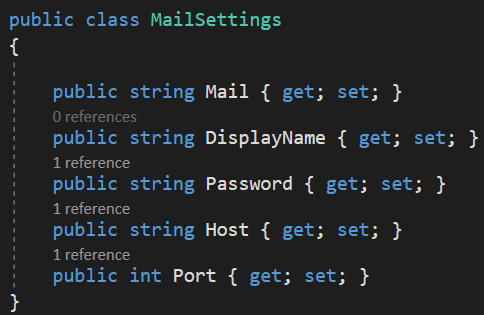 public class MailSettings
{
public string Mail { get; set; }
0 references
public string DisplayName { get; set; }
1 reference
public string Password { get; set; }
1 reference
public string Host { get; set; }
1 reference
public int Port { get; set; }
}